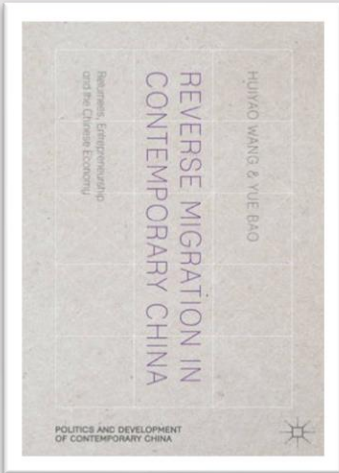 HUIYAO WANG & YUE BAO
REVERSE MIGRATION IN
CONTEMPORARY CHINA
Returnees, Entrepreneurship
and the Chinese Economy
POLITICS AND DEVELOPMENT
OF CONTEMPORARY CHINA